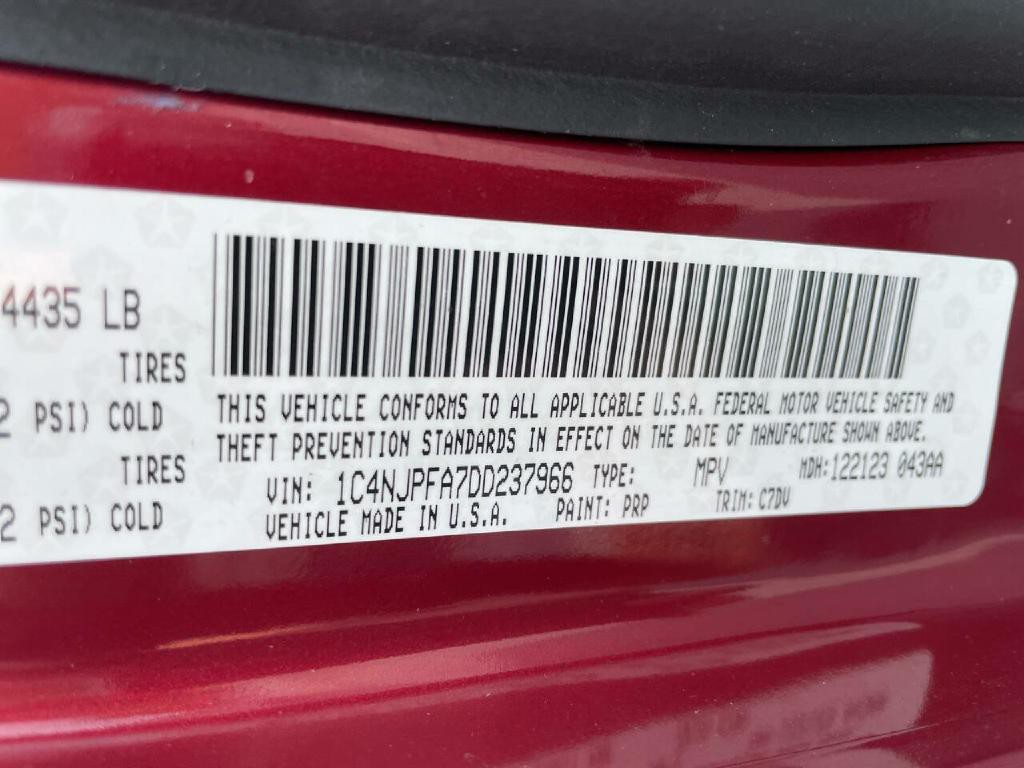 4435 LB
TIRES
2 PSI) COLD
TIRES
2 PSI) COLD
THIS VEHICLE CONFORMS TO ALL APPLICABLE U.S.A. FEDERAL MOTOR VEHICLE SAFETY AND
THEFT PREVENTION STANDARDS IN EFFECT ON THE DATE OF MANUFACTURE SHOWN ABOVE.
VIN: 1C4NJPFA7DD237966 TYPE: MPV MDH: 122123 043AA
VEHICLE MADE IN U.S.A. PAINT: PRP TRIM: C7DV